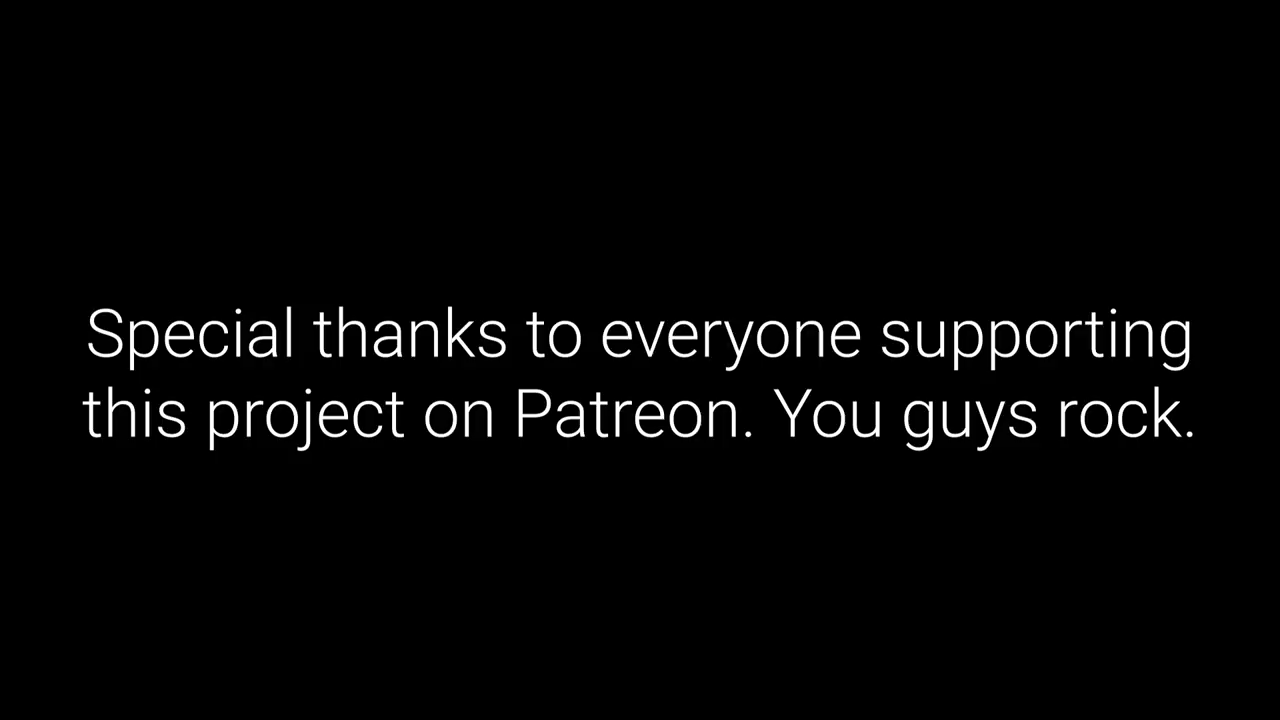 Special thanks to everyone supporting
this project on Patreon. You guys rock.